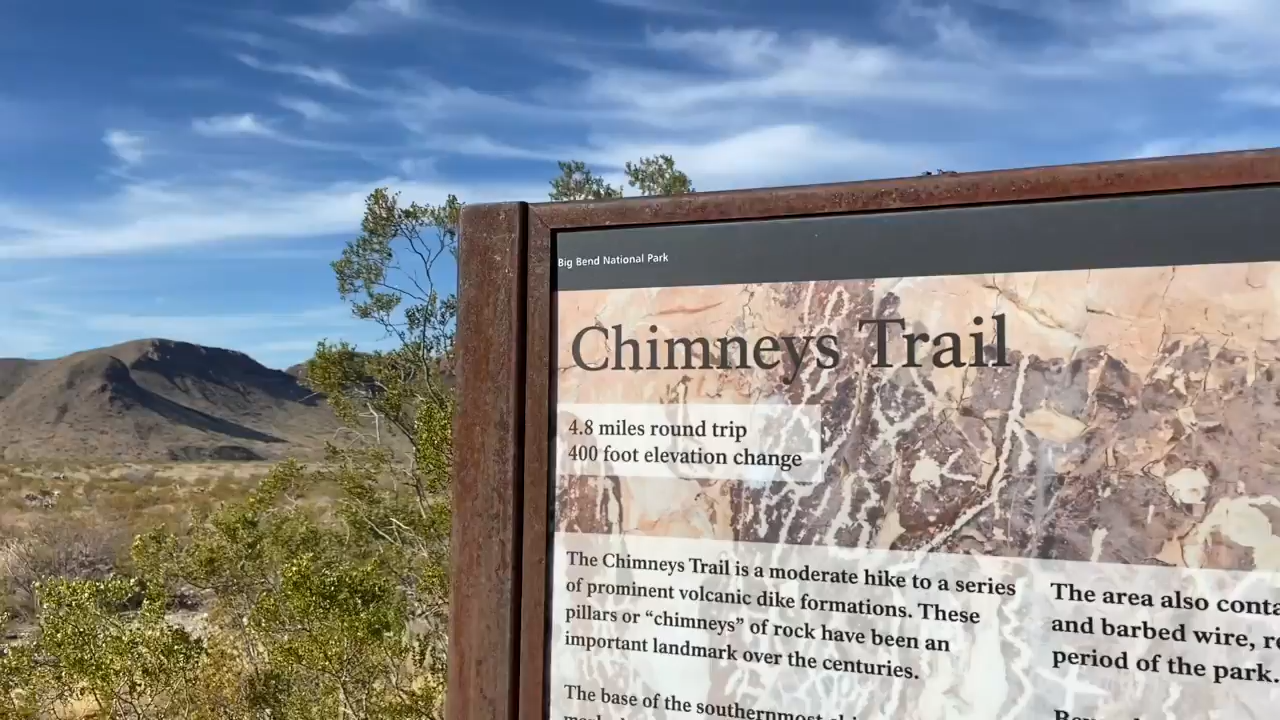 Big Bend National Park
Chimneys Trail
4.8 miles round trip
400 foot elevation change
The Chimneys Trail is a moderate hike to a series
of prominent volcanic dike formations. These
pillars or “chimneys” of rock have been an
important landmark over the centuries.
The base of the southernmost
The area also
and barbed wire,
period of the park.